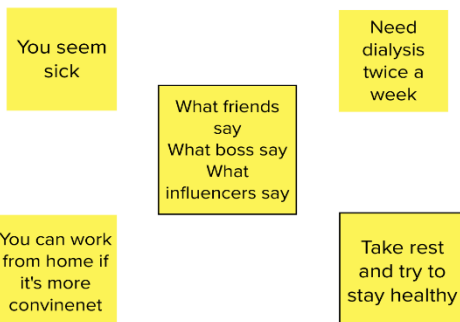 You seem
sick
Need
dialysis
twice a
week
What friends
say
What boss say
What
influencers say
You can work
from home if
it's more
convinenet
Take rest
and try to
stay healthy